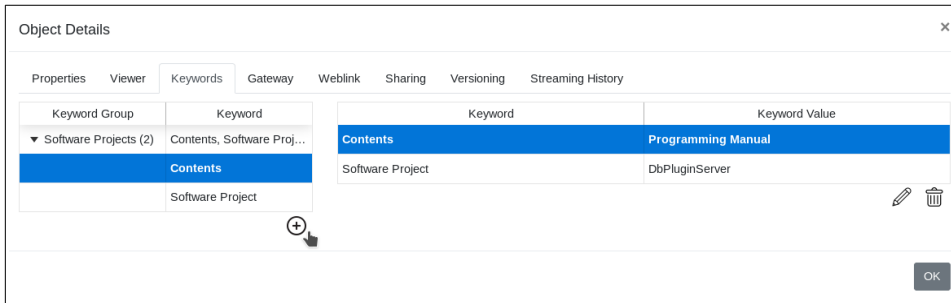 Object Details
×
Properties Viewer Keywords Gateway Weblink Sharing Versioning Streaming History
Keyword Group Keyword
▼ Software Projects (2) Contents, Software Proj...
Contents
Software Project
Keyword Keyword Value
Contents Programming Manual
Software Project DbPluginServer
OK